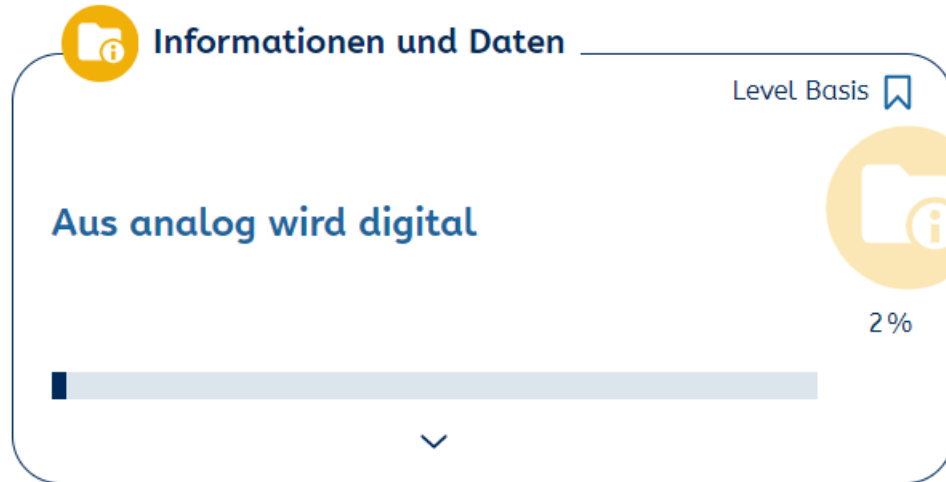 Informationen und Daten
Level Basis
Aus analog wird digital
2%